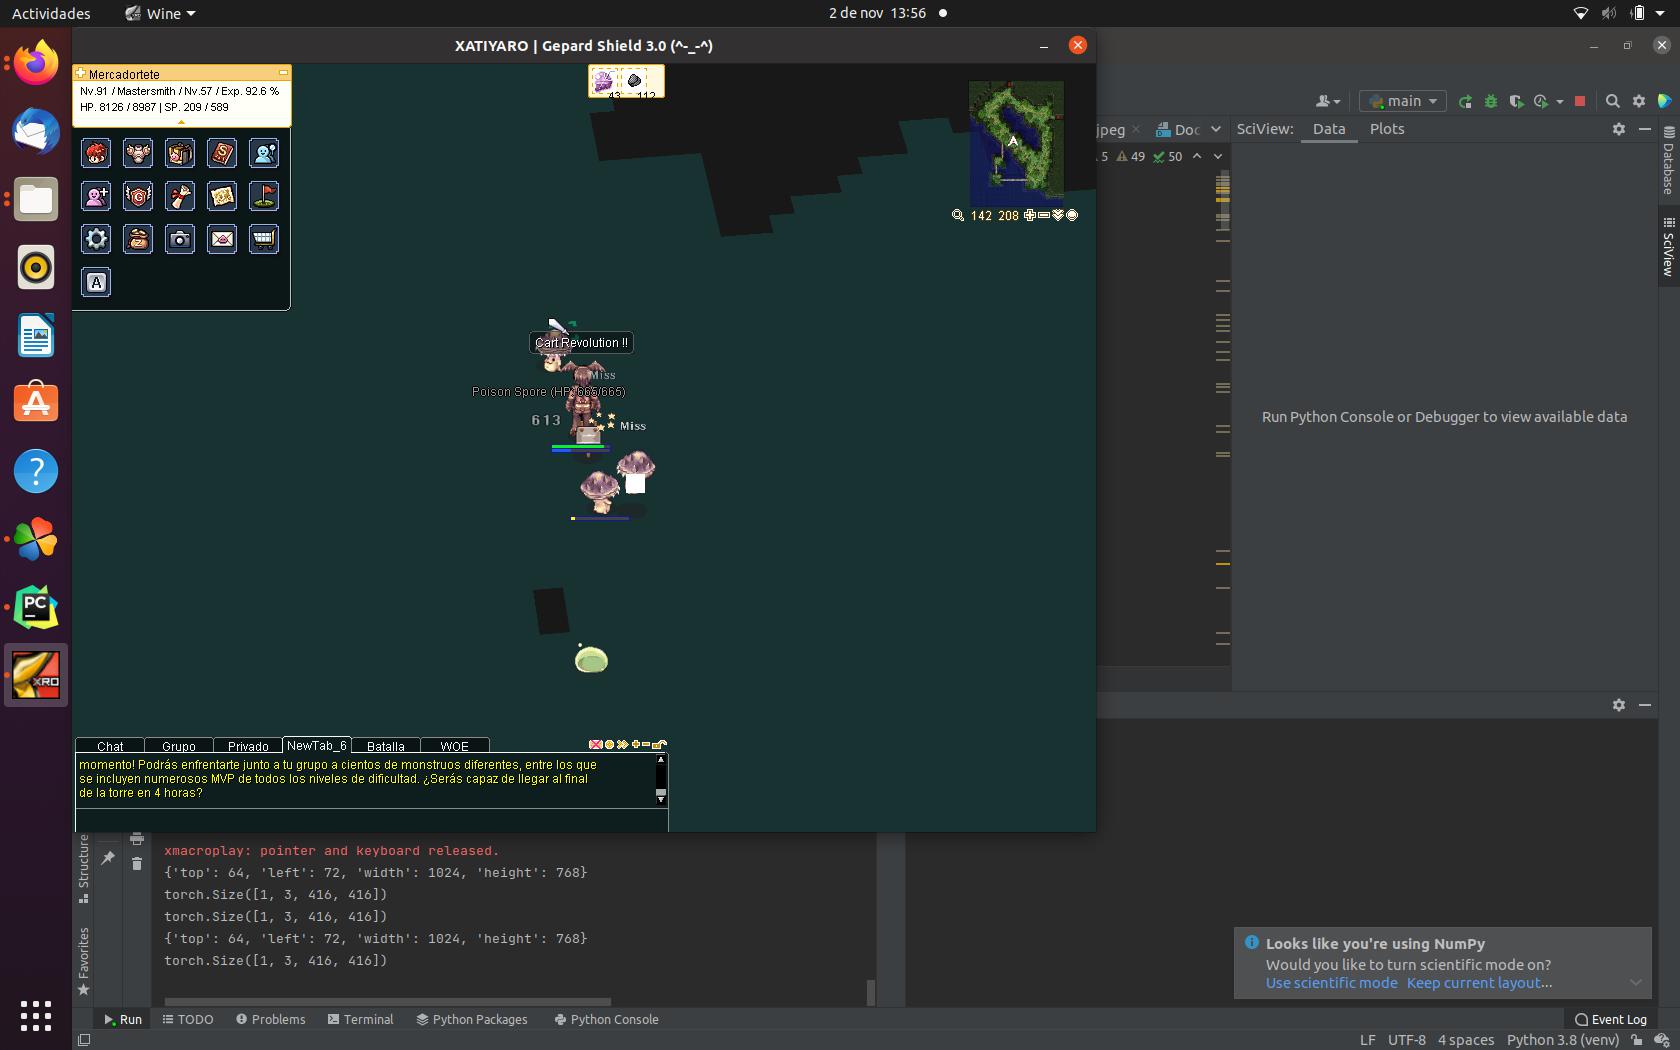 Actividades
Wine
2 de nov 13:56
XATIYARO | Gepard Shield 3.0 (^-_-^)
Mercadortete
Nv.91 / Mastersmith / Nv.57 / Exp. 92.6 %
HP. 8126 / 8987 | SP. 209 / 589
43 112
142 208
Cart Revolution !!
Miss
Poison Spore (HP:665/665)
613
Miss
Chat Grupo Privado NewTab_6 Batalla WOE
momento! Podrás enfrentarte junto a tu grupo a cientos de monstruos diferentes, entre los que
se incluyen numerosos MVP de todos los niveles de dificultad. ¿Serás capaz de llegar al final
de la torre en 4 horas?
main
jpeg
SciView: Data Plots
5 49 50
Database
SciView
Run Python Console or Debugger to view available data
PC
XRO
Structure
Favorites
xmacroplay: pointer and keyboard released.
{'top': 64, 'left': 72, 'width': 1024, 'height': 768}
torch.Size([1, 3, 416, 416])
torch.Size([1, 3, 416, 416])
{'top': 64, 'left': 72, 'width': 1024, 'height': 768}
torch.Size([1, 3, 416, 416])
Looks like you're using NumPy
Would you like to turn scientific mode on?
Use scientific mode Keep current layout...
Run TODO Problems Terminal Python Packages Python Console
Event Log
LF UTF-8 4 spaces Python 3.8 (venv)